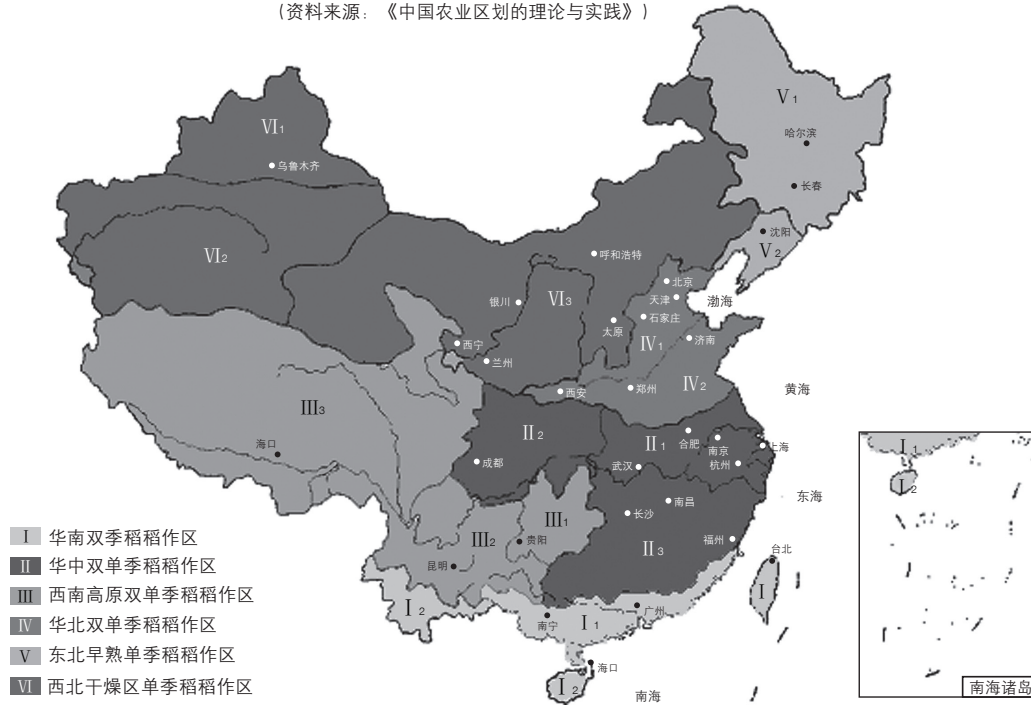 (资料来源：《中国农业区划的理论与实践》)
Ⅴ1
哈尔滨
长春
沈阳
Ⅴ2
Ⅵ1
乌鲁木齐
Ⅵ2
呼和浩特
北京
天津
渤海
银川
Ⅵ3
太原
石家庄
Ⅳ1
济南
西宁
兰州
西安
郑州
Ⅳ2
黄海
Ⅲ3
海口
Ⅱ2
成都
Ⅱ1
合肥
南京
上海
武汉
杭州
东海
南昌
长沙
Ⅲ1
Ⅲ2
贵阳
昆明
Ⅱ3
福州
台北
Ⅰ
Ⅰ2
南宁
Ⅰ1
广州
海口
Ⅰ2
南海
Ⅰ1
Ⅰ2
南海诸岛
Ⅰ 华南双季稻稻作区
Ⅱ 华中双单季稻稻作区
Ⅲ 西南高原双单季稻稻作区
Ⅳ 华北双单季稻稻作区
Ⅴ 东北早熟单季稻稻作区
Ⅵ 西北干燥区单季稻稻作区